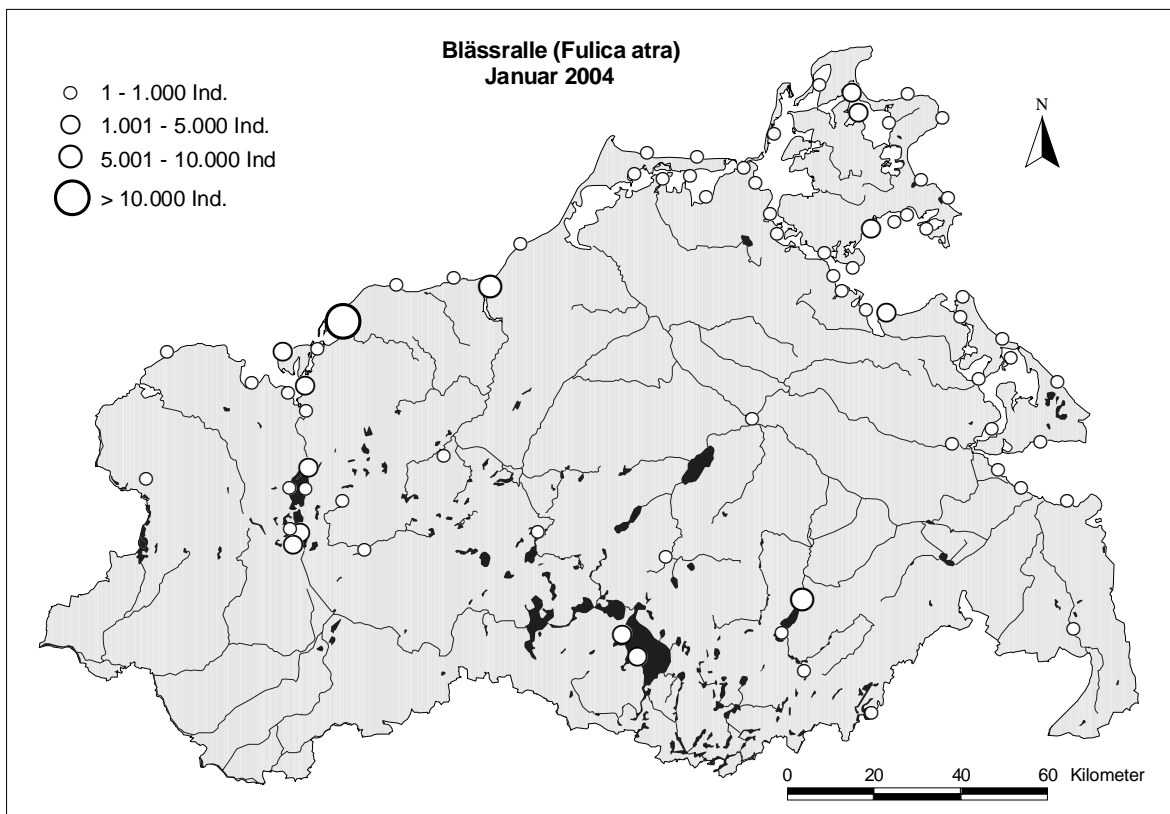 Blässralle (Fulica atra)
Januar 2004
1 - 1.000 Ind.
1.001 - 5.000 Ind.
5.001 - 10.000 Ind
> 10.000 Ind.
N
0 20 40 60 Kilometer